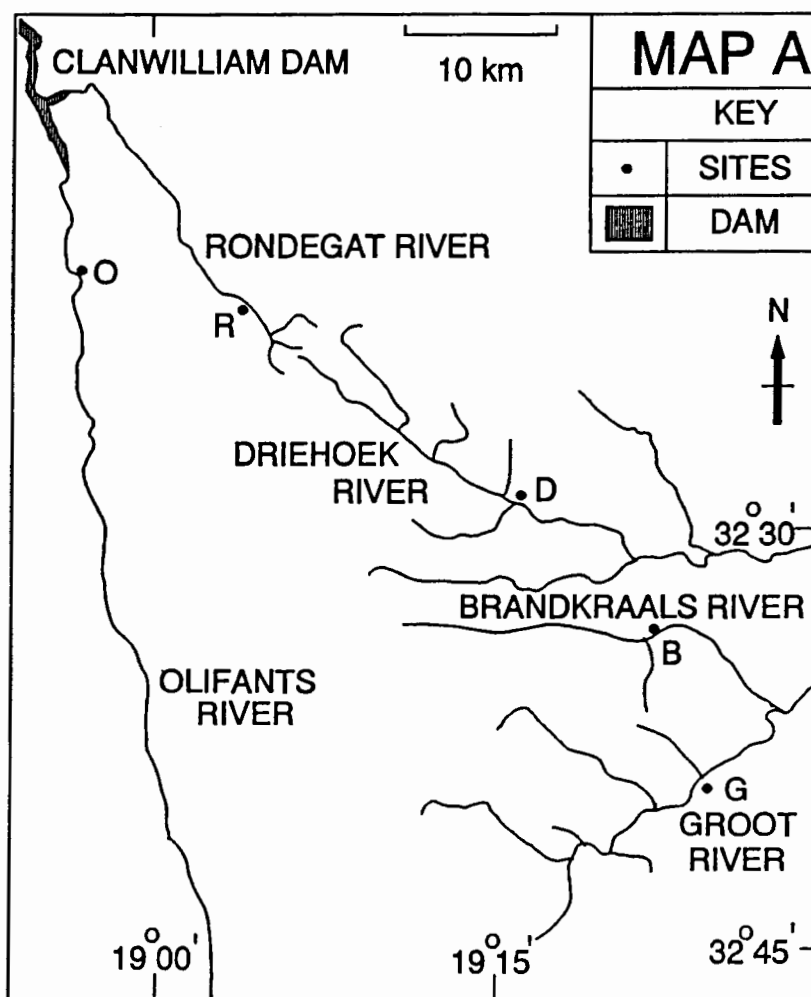 CLANWILLIAM DAM
10 km
MAP A
KEY
SITES
DAM
RONDEGAT RIVER
O
R
N
DRIEHOEK
RIVER
D
32° 30'
BRANDKRAALS RIVER
B
OLIFANTS
RIVER
G
GROOT
RIVER
19° 00'
19° 15'
32° 45'